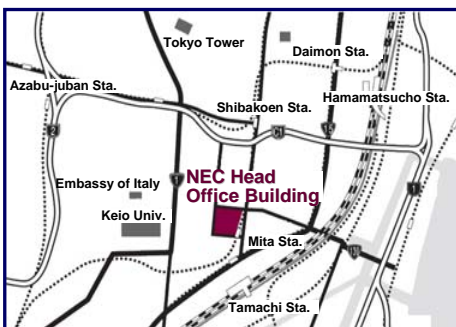 Tokyo Tower
Daimon Sta.
Azabu-juban Sta.
Hamamatsucho Sta.
Shibakoen Sta.
NEC Head
Office Building
Embassy of Italy
Keio Univ.
Mita Sta.
Tamachi Sta.